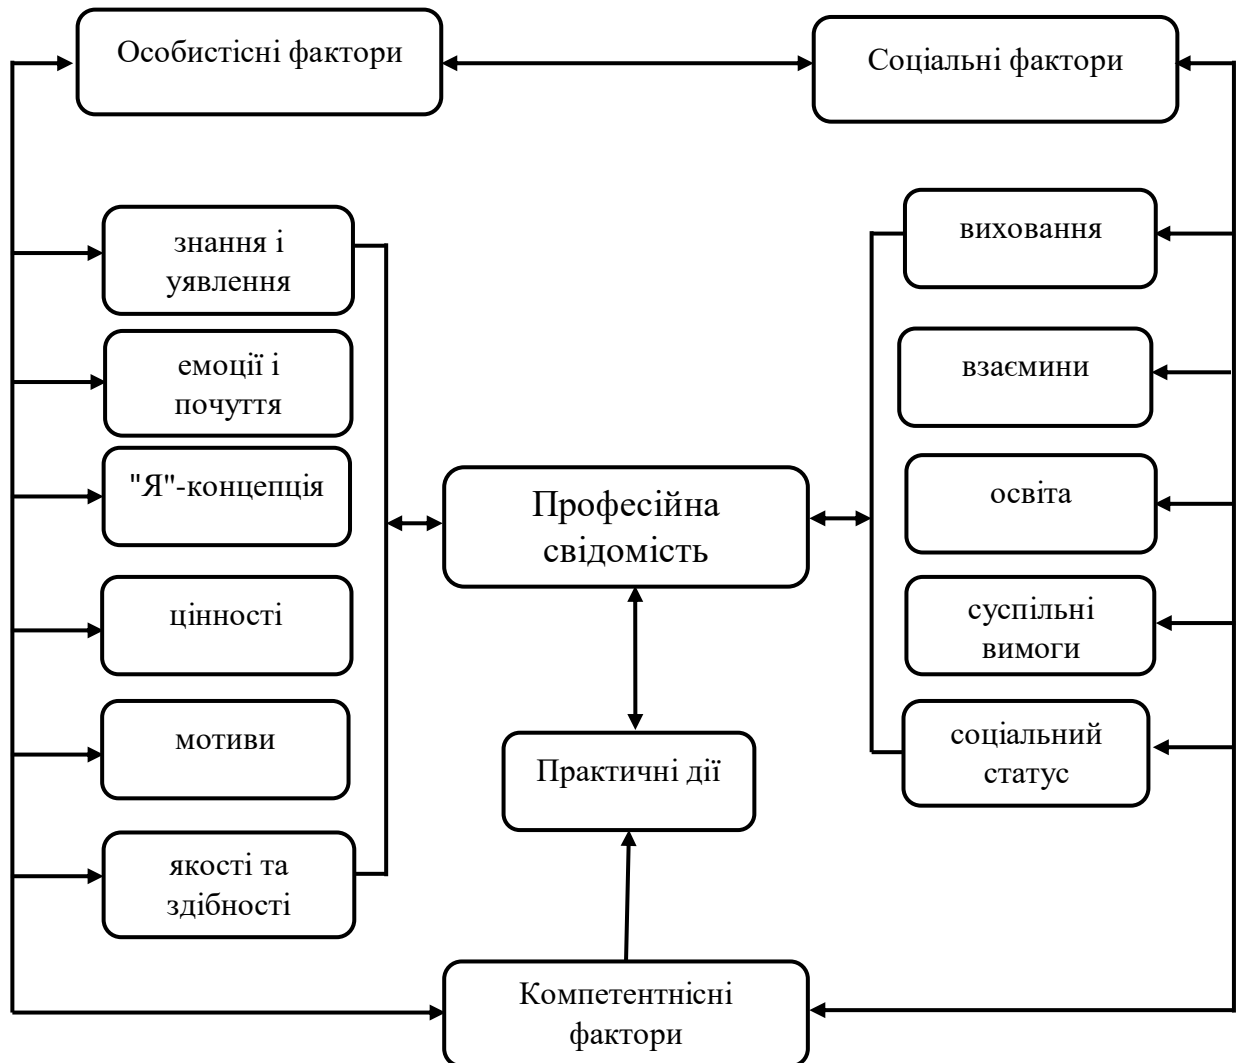 Особистісні фактори
Соціальні фактори
знання і
уявлення
емоції і
почуття
"Я"-концепція
цінності
мотиви
якості та
здібності
Професійна
свідомість
Практичні дії
Компетентнісні
фактори
виховання
взаємини
освіта
суспільні
вимоги
соціальний
статус